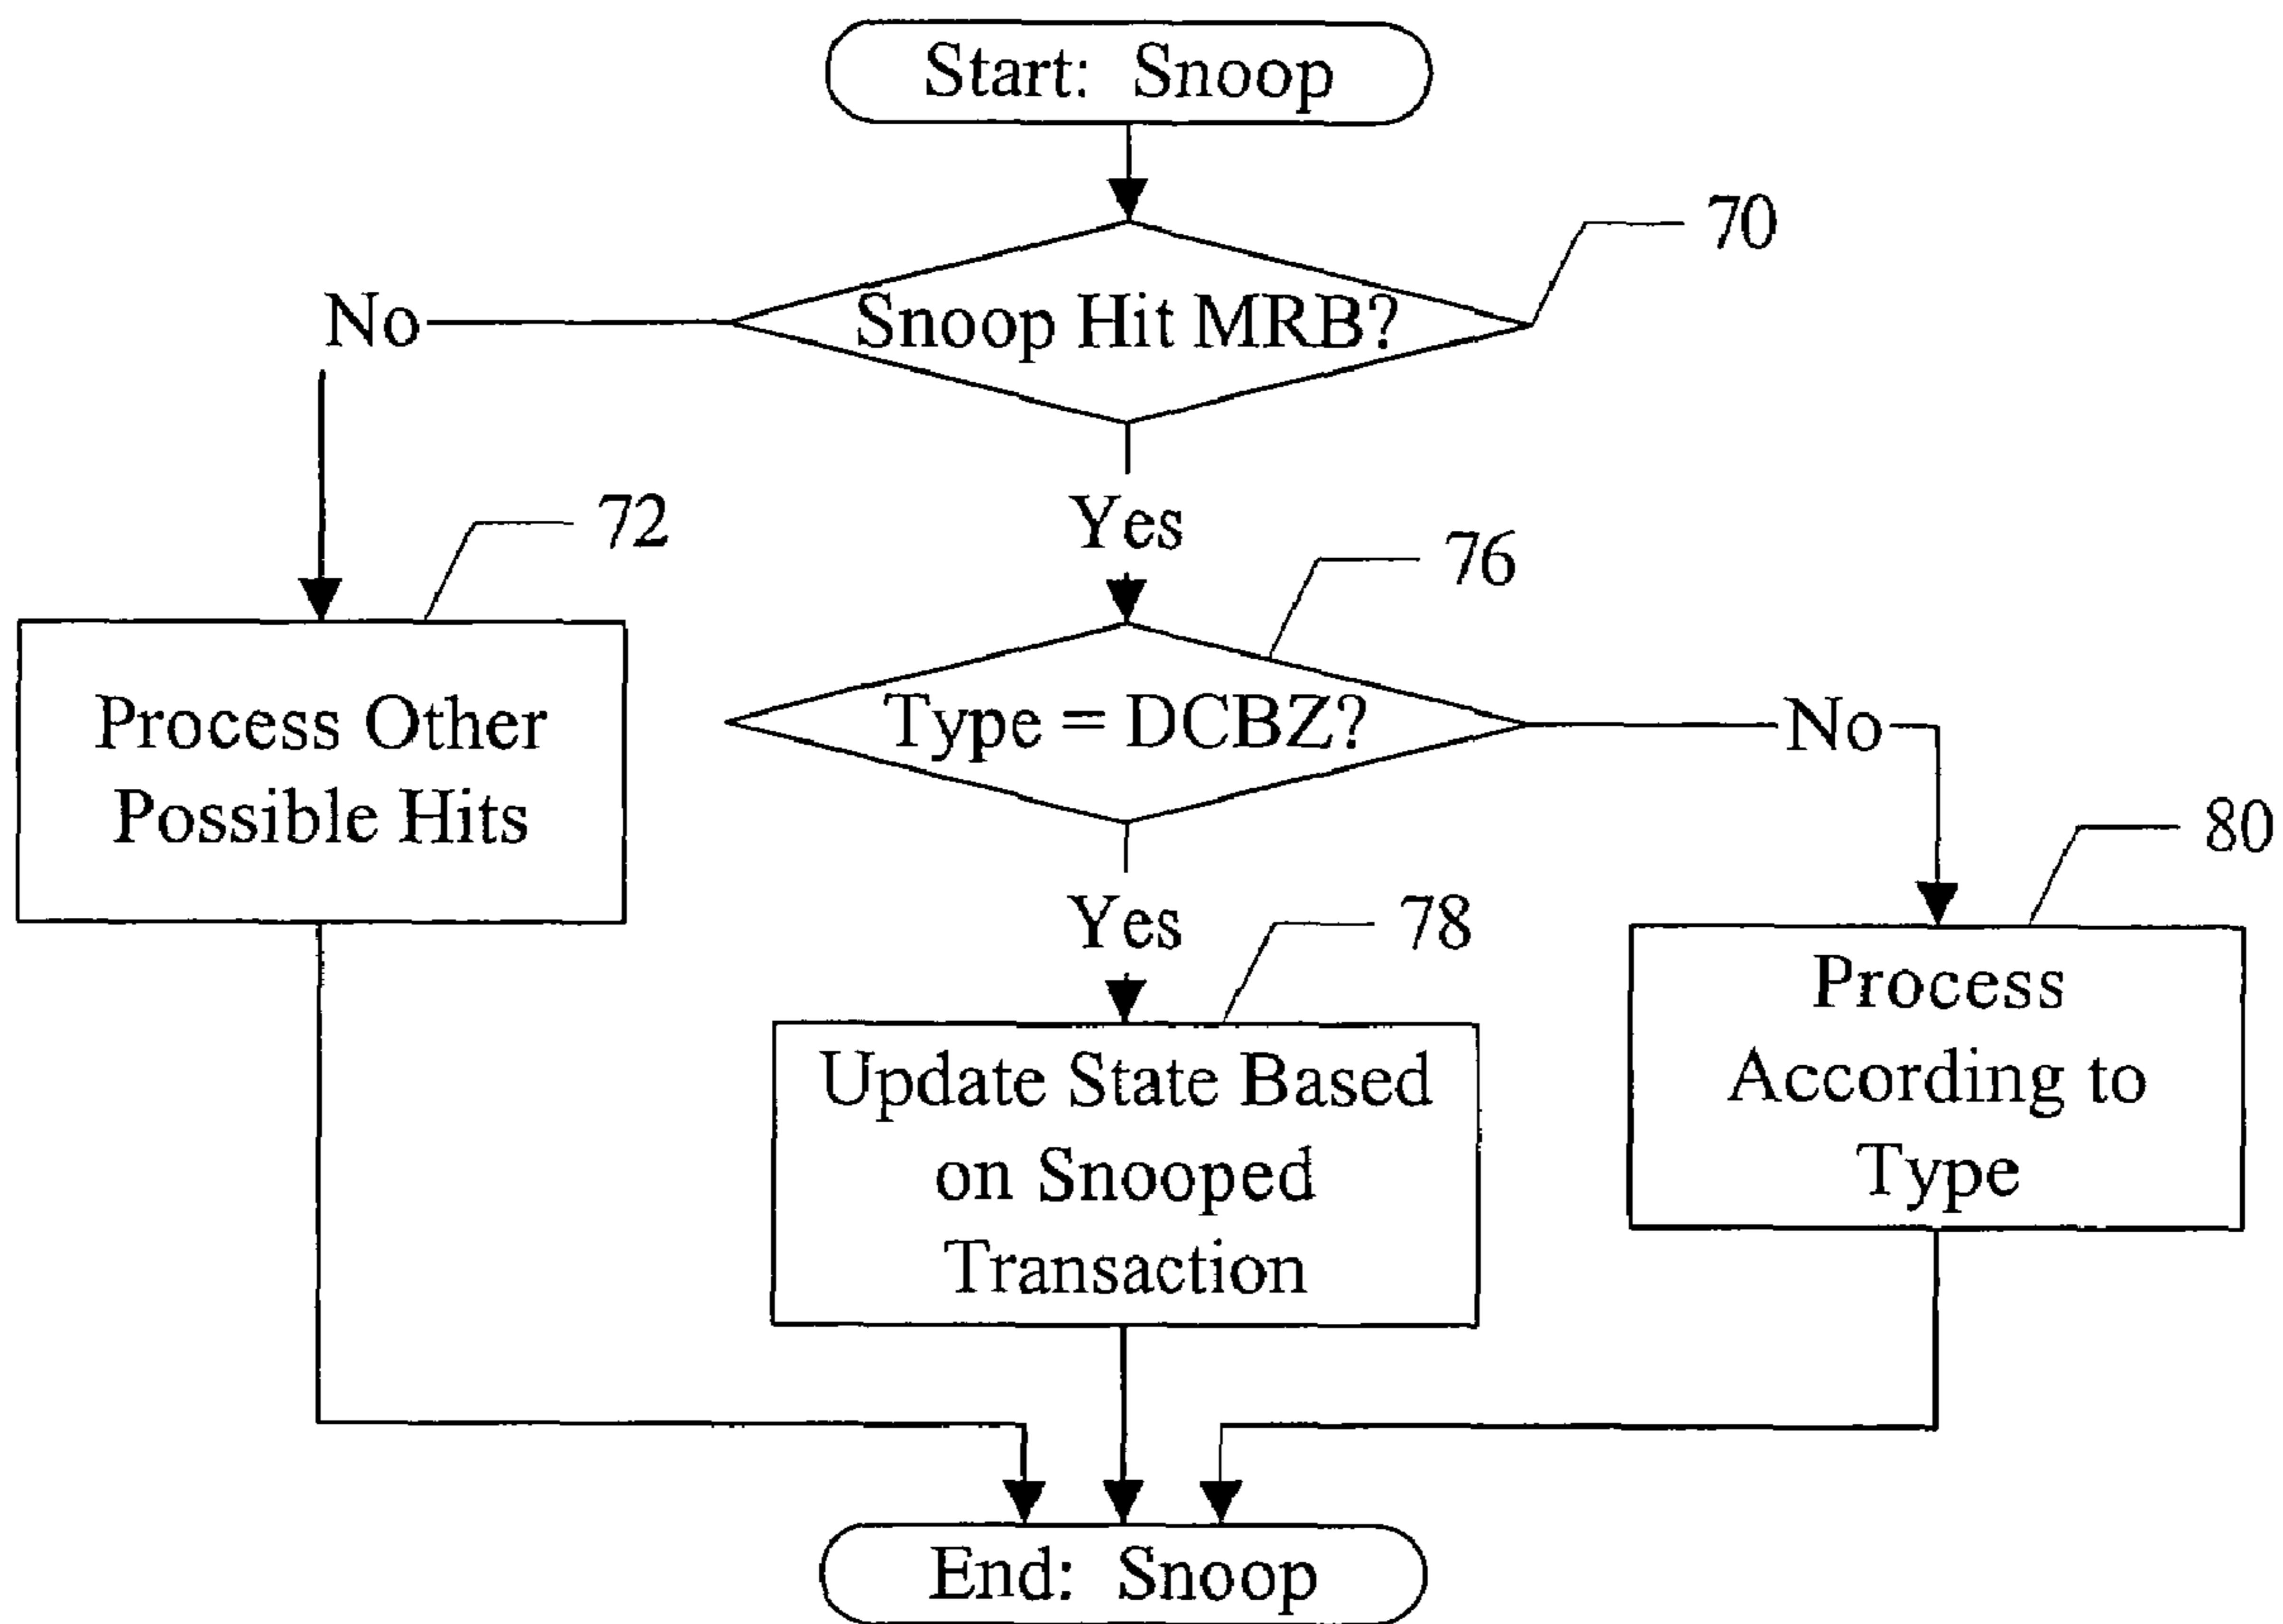 Start: Snoop
70
Snoop Hit MRB?
No
Yes
72
76
Process Other
Possible Hits
Type = DCBZ?
No
80
Yes
78
Process
According to
Type
Update State Based
on Snooped
Transaction
End: Snoop